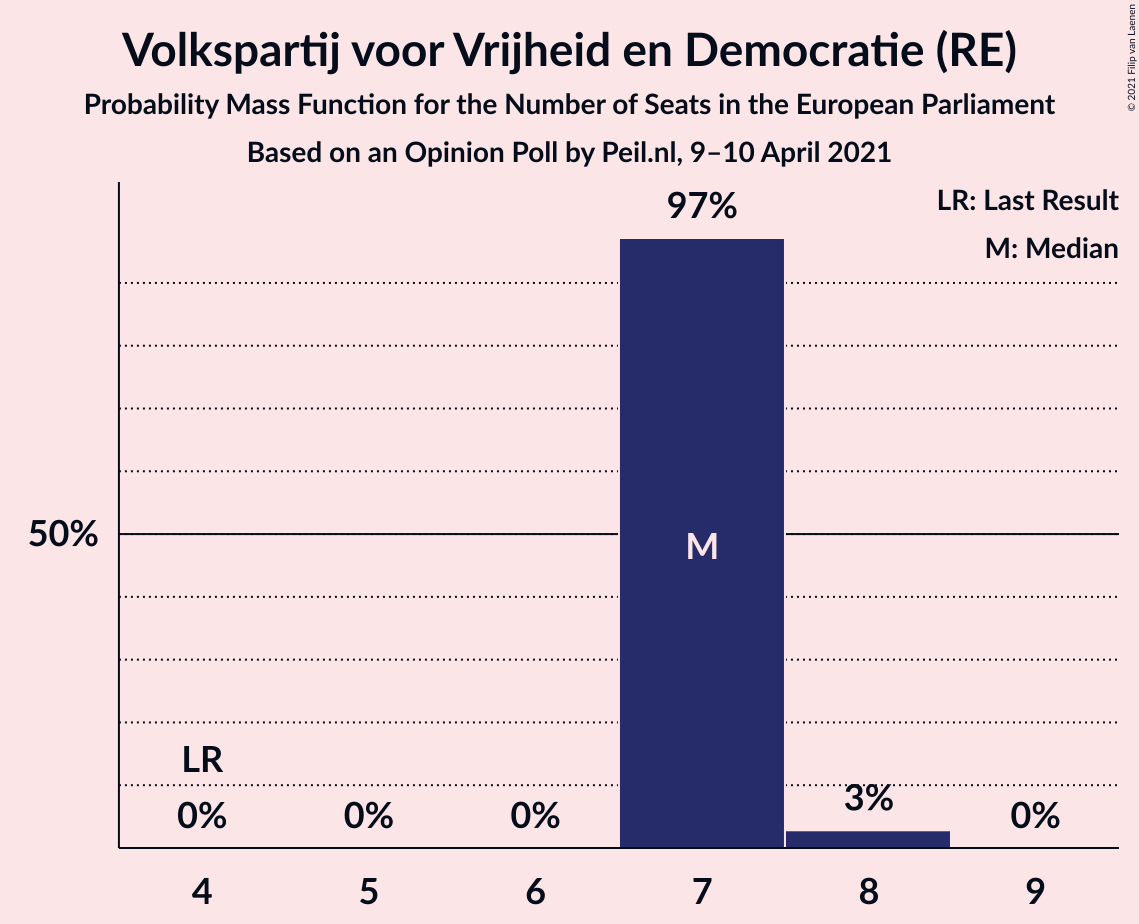 Volkspartij voor Vrijheid en Democratie (RE)
Probability Mass Function for the Number of Seats in the European Parliament
Based on an Opinion Poll by Peil.nl, 9–10 April 2021
© 2021 Filip van Laenen
LR: Last Result
M: Median
97%
50%
M
LR
0%
0%
0%
3%
0%
4
5
6
7
8
9